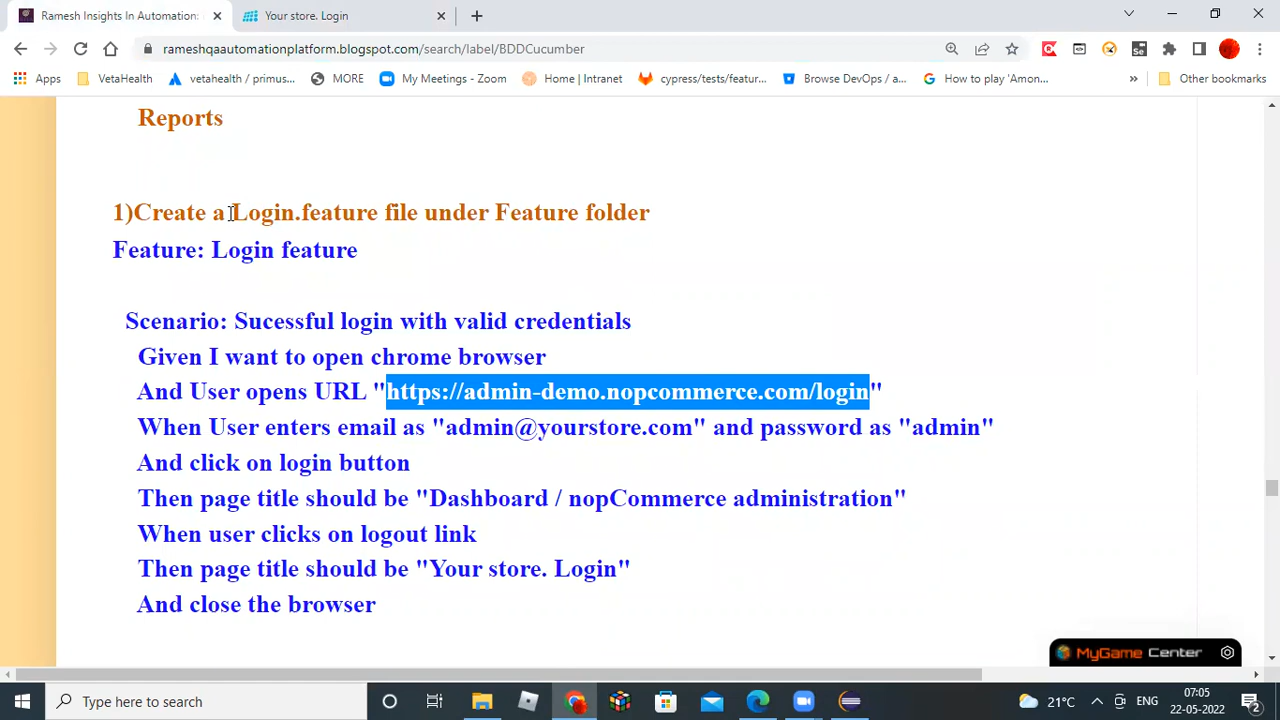 Ramesh Insights In Automation:
Your store. Login
rameshqaautomationplatform.blogspot.com/search/label/BDDCucumber
Apps
VetaHealth
vetahealth / primus...
MORE
My Meetings - Zoom
Home | Intranet
cypress/tests/featur...
Browse DevOps / a...
How to play 'Amon...
»
Other bookmarks
Reports
1)Create a Login.feature file under Feature folder
Feature: Login feature
Scenario: Sucessful login with valid credentials
Given I want to open chrome browser
And User opens URL "https://admin-demo.nopcommerce.com/login"
When User enters email as "admin@yourstore.com" and password as "admin"
And click on login button
Then page title should be "Dashboard / nopCommerce administration"
When user clicks on logout link
Then page title should be "Your store. Login"
And close the browser
MyGame Center
Type here to search
21°C
ENG
07:05
22-05-2022
2